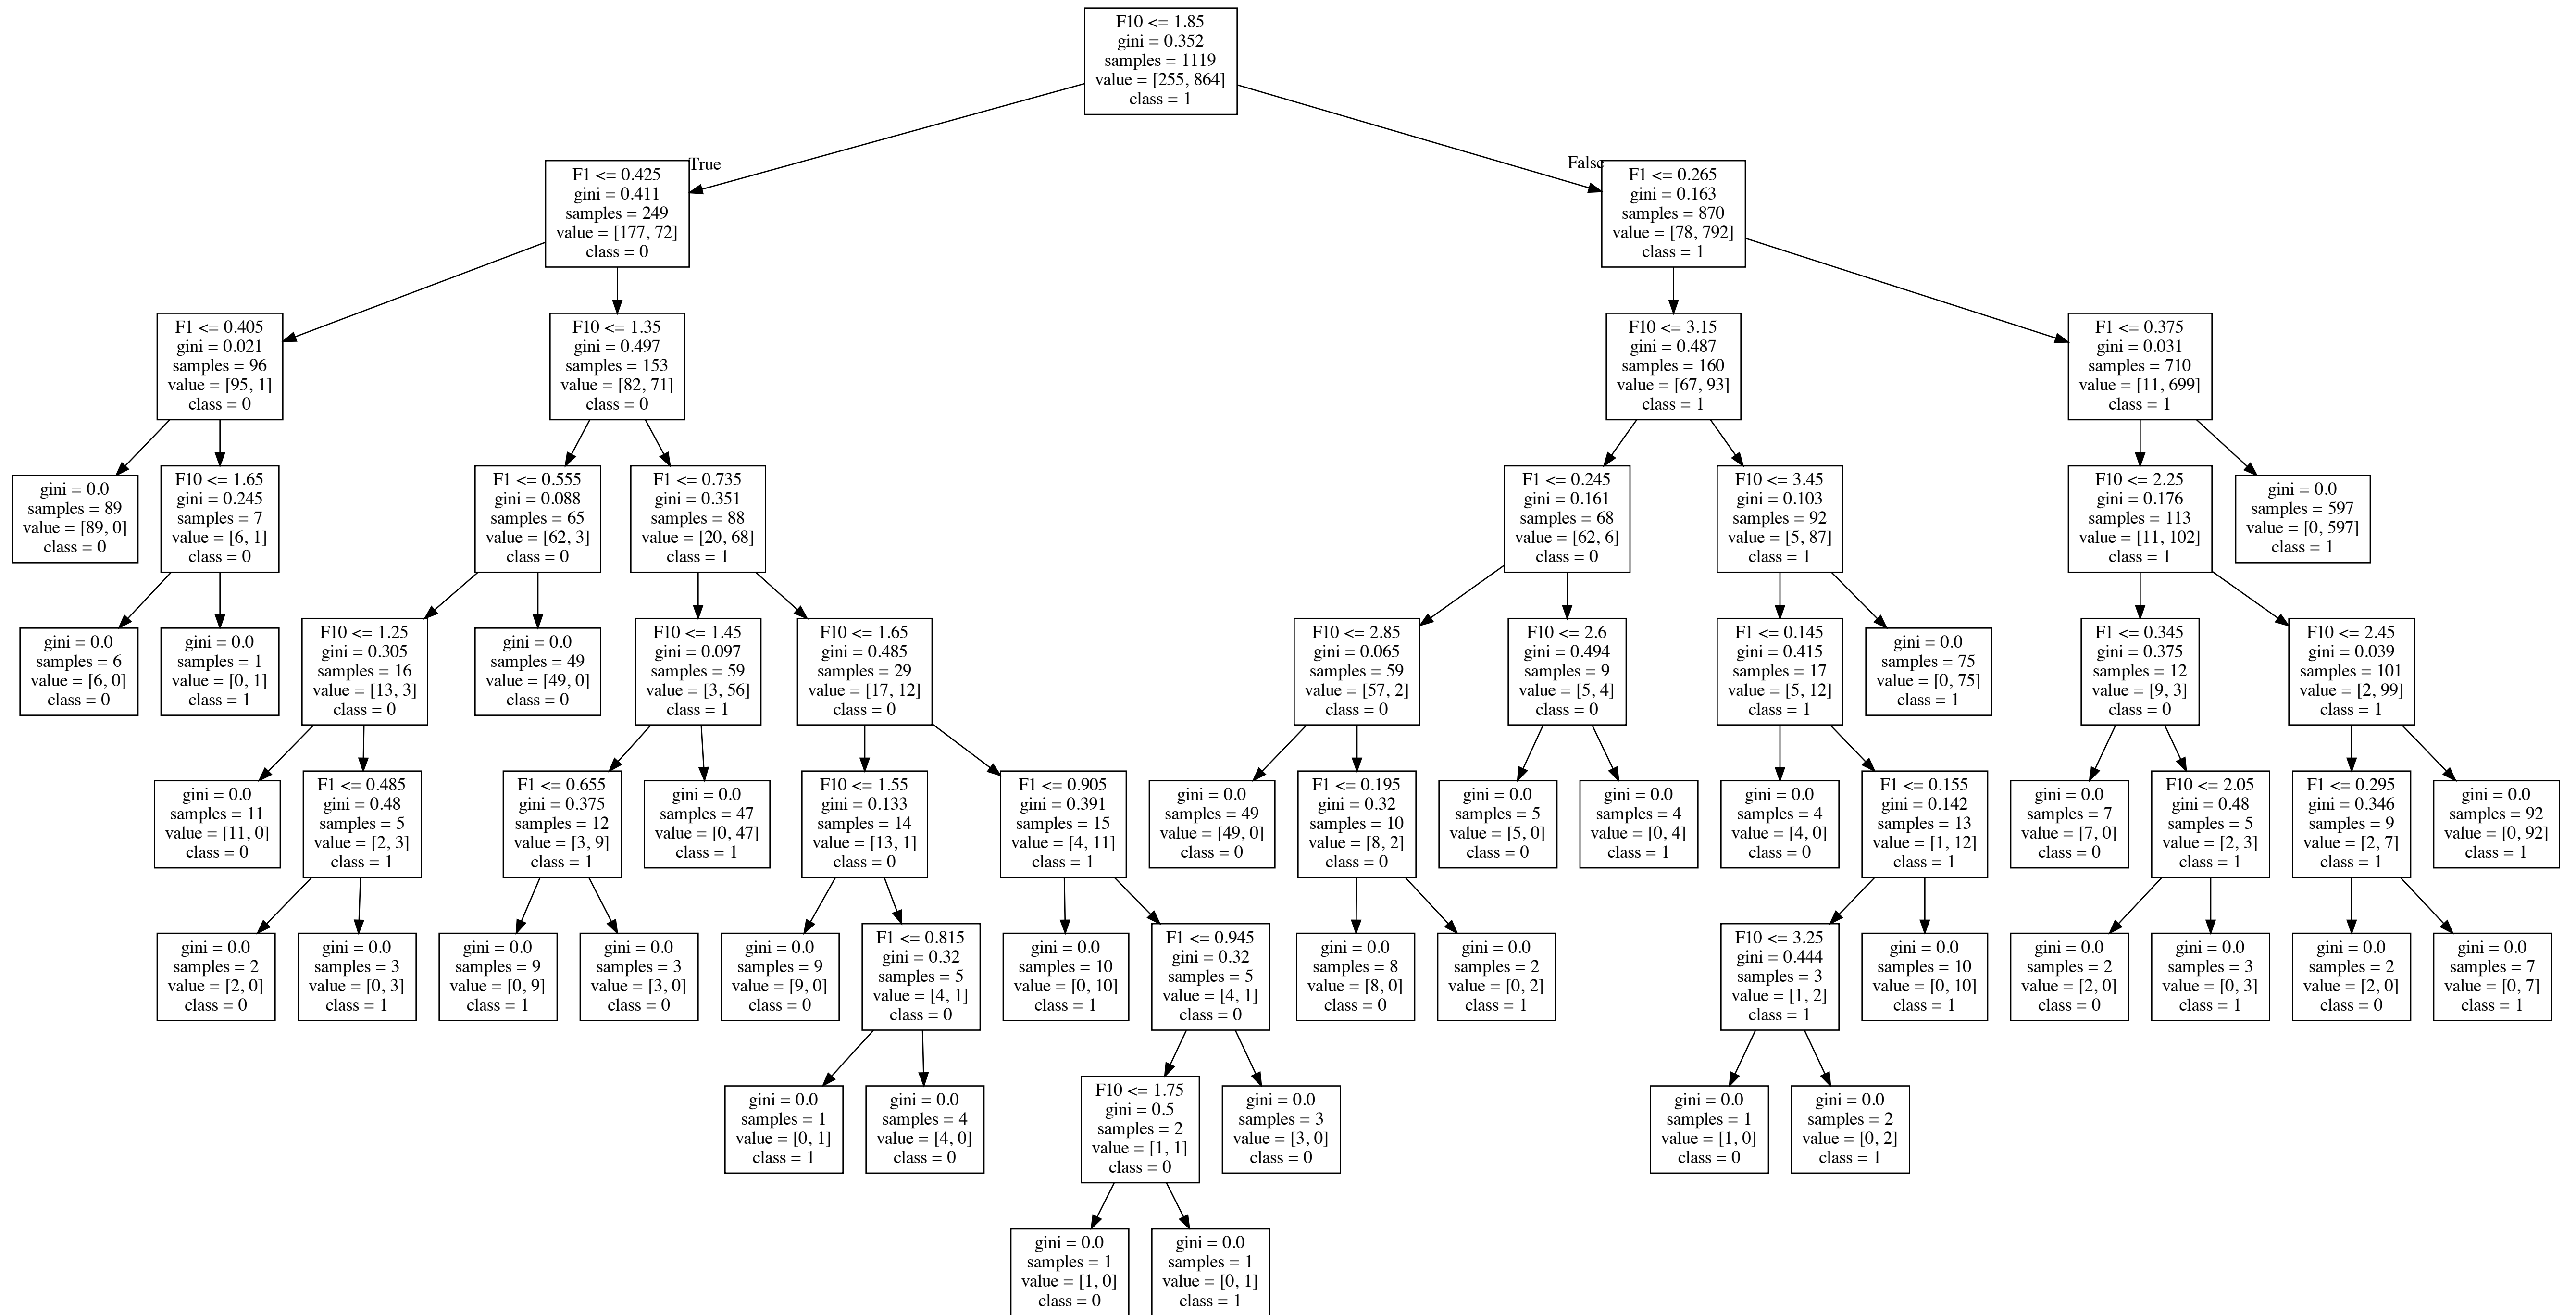 F10 <= 1.85
gini = 0.352
samples = 1119
value = [255, 864]
class = 1
True
False
F1 <= 0.425
gini = 0.411
samples = 249
value = [177, 72]
class = 0
F1 <= 0.265
gini = 0.163
samples = 870
value = [78, 792]
class = 1
F1 <= 0.405
gini = 0.021
samples = 96
value = [95, 1]
class = 0
F10 <= 1.35
gini = 0.497
samples = 153
value = [82, 71]
class = 0
F10 <= 3.15
gini = 0.487
samples = 160
value = [67, 93]
class = 1
F1 <= 0.375
gini = 0.031
samples = 710
value = [11, 699]
class = 1
gini = 0.0
samples = 89
value = [89, 0]
class = 0
F10 <= 1.65
gini = 0.245
samples = 7
value = [6, 1]
class = 0
F1 <= 0.555
gini = 0.088
samples = 65
value = [62, 3]
class = 0
F1 <= 0.735
gini = 0.351
samples = 88
value = [20, 68]
class = 1
F1 <= 0.245
gini = 0.161
samples = 68
value = [62, 6]
class = 0
F10 <= 3.45
gini = 0.103
samples = 92
value = [5, 87]
class = 1
F10 <= 2.25
gini = 0.176
samples = 113
value = [11, 102]
class = 1
gini = 0.0
samples = 597
value = [0, 597]
class = 1
gini = 0.0
samples = 6
value = [6, 0]
class = 0
gini = 0.0
samples = 1
value = [0, 1]
class = 1
F10 <= 1.25
gini = 0.305
samples = 16
value = [13, 3]
class = 0
gini = 0.0
samples = 49
value = [49, 0]
class = 0
F10 <= 1.45
gini = 0.097
samples = 59
value = [3, 56]
class = 1
F10 <= 1.65
gini = 0.485
samples = 29
value = [17, 12]
class = 0
F10 <= 2.85
gini = 0.065
samples = 59
value = [57, 2]
class = 0
F10 <= 2.6
gini = 0.494
samples = 9
value = [5, 4]
class = 0
F1 <= 0.145
gini = 0.415
samples = 17
value = [5, 12]
class = 1
gini = 0.0
samples = 75
value = [0, 75]
class = 1
F1 <= 0.345
gini = 0.375
samples = 12
value = [9, 3]
class = 0
F10 <= 2.45
gini = 0.039
samples = 101
value = [2, 99]
class = 1
gini = 0.0
samples = 11
value = [11, 0]
class = 0
F1 <= 0.485
gini = 0.48
samples = 5
value = [2, 3]
class = 1
F1 <= 0.655
gini = 0.375
samples = 12
value = [3, 9]
class = 1
gini = 0.0
samples = 47
value = [0, 47]
class = 1
F10 <= 1.55
gini = 0.133
samples = 14
value = [13, 1]
class = 0
F1 <= 0.905
gini = 0.391
samples = 15
value = [4, 11]
class = 1
gini = 0.0
samples = 49
value = [49, 0]
class = 0
F1 <= 0.195
gini = 0.32
samples = 10
value = [8, 2]
class = 0
gini = 0.0
samples = 5
value = [5, 0]
class = 0
gini = 0.0
samples = 4
value = [0, 4]
class = 1
gini = 0.0
samples = 4
value = [4, 0]
class = 0
F1 <= 0.155
gini = 0.142
samples = 13
value = [1, 12]
class = 1
gini = 0.0
samples = 7
value = [7, 0]
class = 0
F10 <= 2.05
gini = 0.48
samples = 5
value = [2, 3]
class = 1
F1 <= 0.295
gini = 0.346
samples = 9
value = [2, 7]
class = 1
gini = 0.0
samples = 92
value = [0, 92]
class = 1
gini = 0.0
samples = 2
value = [2, 0]
class = 0
gini = 0.0
samples = 3
value = [0, 3]
class = 1
gini = 0.0
samples = 9
value = [0, 9]
class = 1
gini = 0.0
samples = 3
value = [3, 0]
class = 0
gini = 0.0
samples = 9
value = [9, 0]
class = 0
F1 <= 0.815
gini = 0.32
samples = 5
value = [4, 1]
class = 0
gini = 0.0
samples = 10
value = [0, 10]
class = 1
F1 <= 0.945
gini = 0.32
samples = 5
value = [4, 1]
class = 0
gini = 0.0
samples = 8
value = [8, 0]
class = 0
gini = 0.0
samples = 2
value = [0, 2]
class = 1
F10 <= 3.25
gini = 0.444
samples = 3
value = [1, 2]
class = 1
gini = 0.0
samples = 10
value = [0, 10]
class = 1
gini = 0.0
samples = 2
value = [2, 0]
class = 0
gini = 0.0
samples = 3
value = [0, 3]
class = 1
gini = 0.0
samples = 2
value = [2, 0]
class = 0
gini = 0.0
samples = 7
value = [0, 7]
class = 1
gini = 0.0
samples = 1
value = [0, 1]
class = 1
gini = 0.0
samples = 4
value = [4, 0]
class = 0
F10 <= 1.75
gini = 0.5
samples = 2
value = [1, 1]
class = 0
gini = 0.0
samples = 3
value = [3, 0]
class = 0
gini = 0.0
samples = 1
value = [1, 0]
class = 0
gini = 0.0
samples = 2
value = [0, 2]
class = 1
gini = 0.0
samples = 1
value = [1, 0]
class = 0
gini = 0.0
samples = 1
value = [0, 1]
class = 1